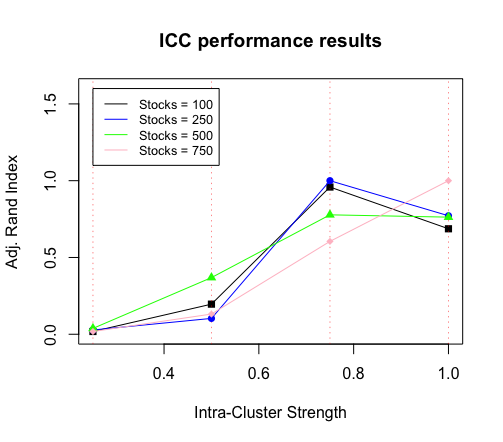 ICC performance results
Stocks = 100
Stocks = 250
Stocks = 500
Stocks = 750
Adj. Rand Index
1.5
1.0
0.5
0.0
0.4 0.6 0.8 1.0
Intra-Cluster Strength